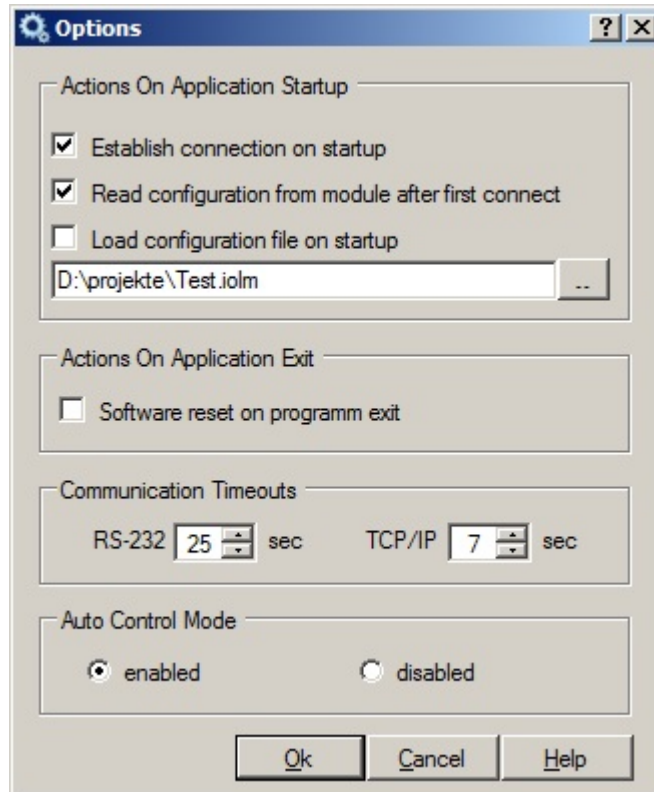 Options
Actions On Application Startup
Establish connection on startup
Read configuration from module after first connect
Load configuration file on startup
D:\projekte\Test.iolm ..
Actions On Application Exit
Software reset on programm exit
Communication Timeouts
RS-232 25 sec TCP/IP 7 sec
Auto Control Mode
enabled disabled
Ok Cancel Help